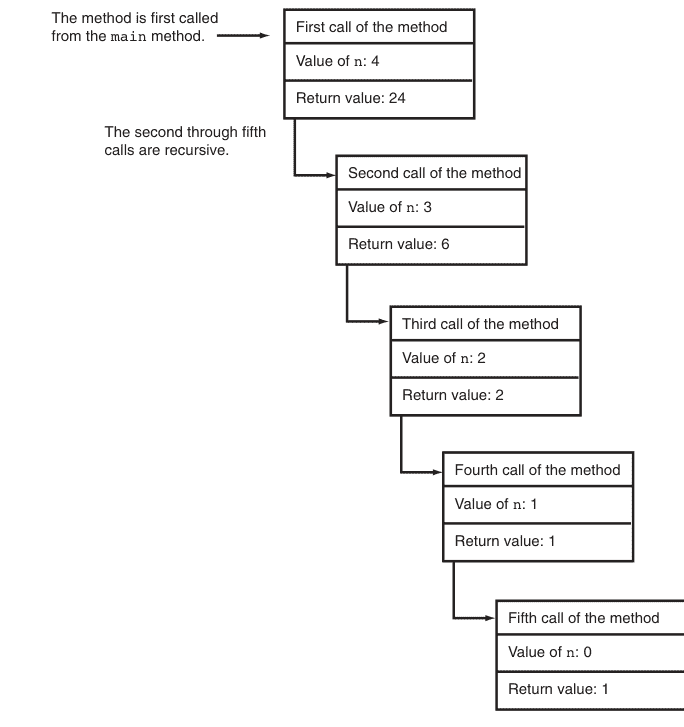 The method is first called
from the main method.
First call of the method
Value of n: 4
Return value: 24
The second through fifth
calls are recursive.
Second call of the method
Value of n: 3
Return value: 6
Third call of the method
Value of n: 2
Return value: 2
Fourth call of the method
Value of n: 1
Return value: 1
Fifth call of the method
Value of n: 0
Return value: 1